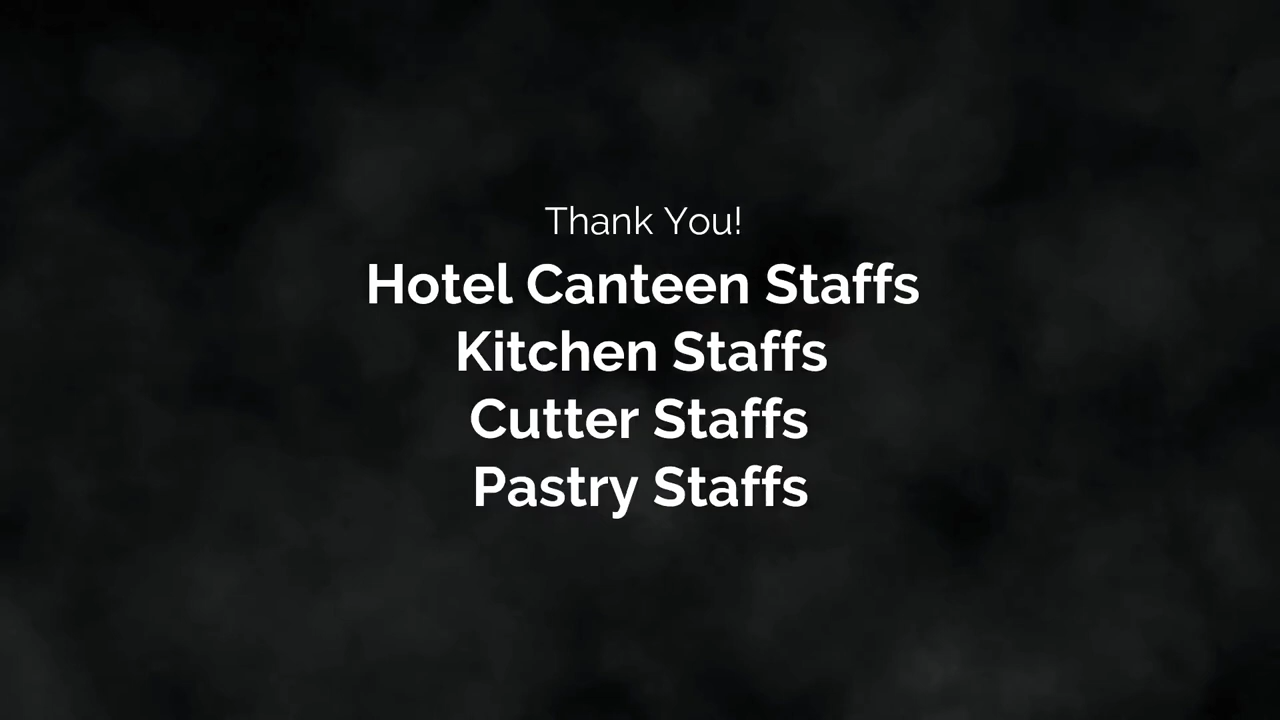 Thank You!
Hotel Canteen Staffs
Kitchen Staffs
Cutter Staffs
Pastry Staffs